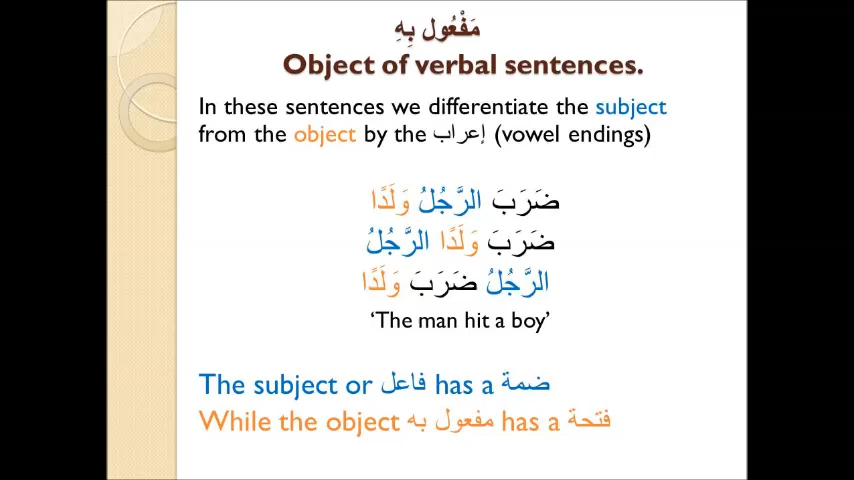 مَفْعُول بِهِ
Object of verbal sentences.
In these sentences we differentiate the subject
from the object by the إعراب (vowel endings)
ضَرَبَ الرَّجُلُ وَلَدًا
ضَرَبَ وَلَدًا الرَّجُلُ
الرَّجُلُ ضَرَبَ وَلَدًا
‘The man hit a boy’
The subject or فاعل has a ضمة
While the object مفعول به has a فتحة